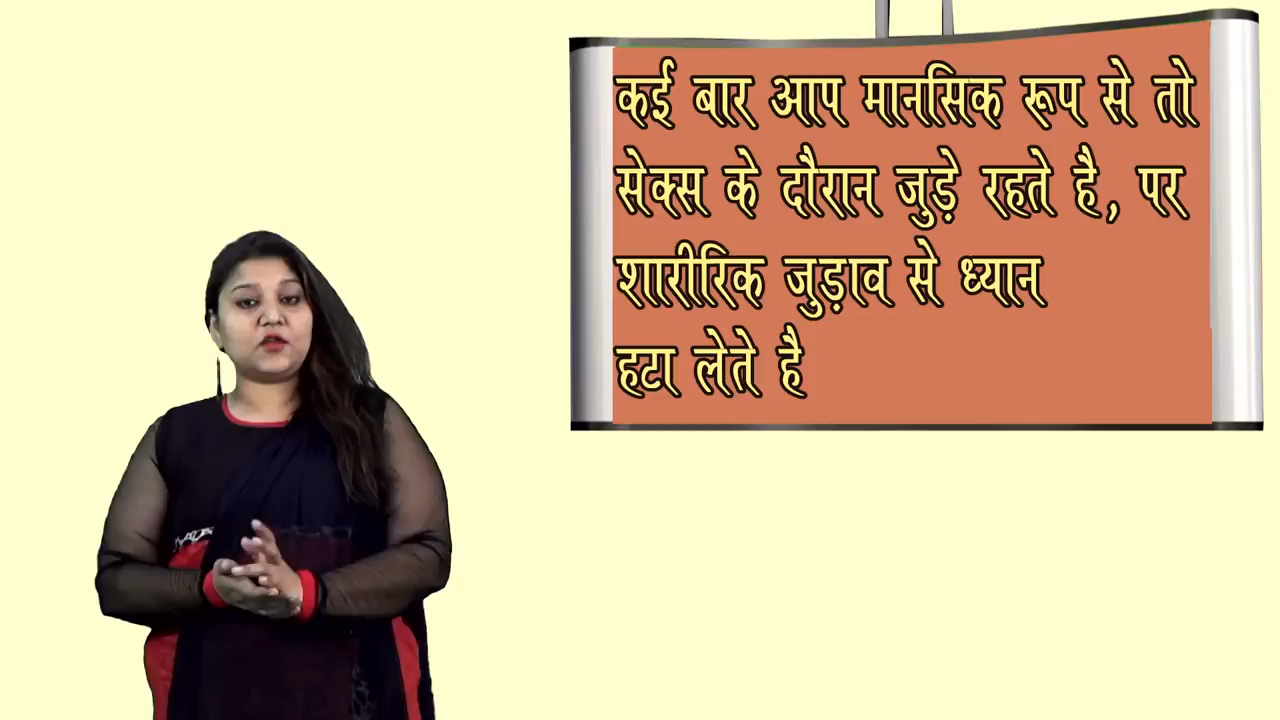 कई बार आप मानसिक रूप से तो
सेक्स के दौरान जुड़े रहते है, पर
शारीरिक जुड़ाव से ध्यान
हटा लेते है